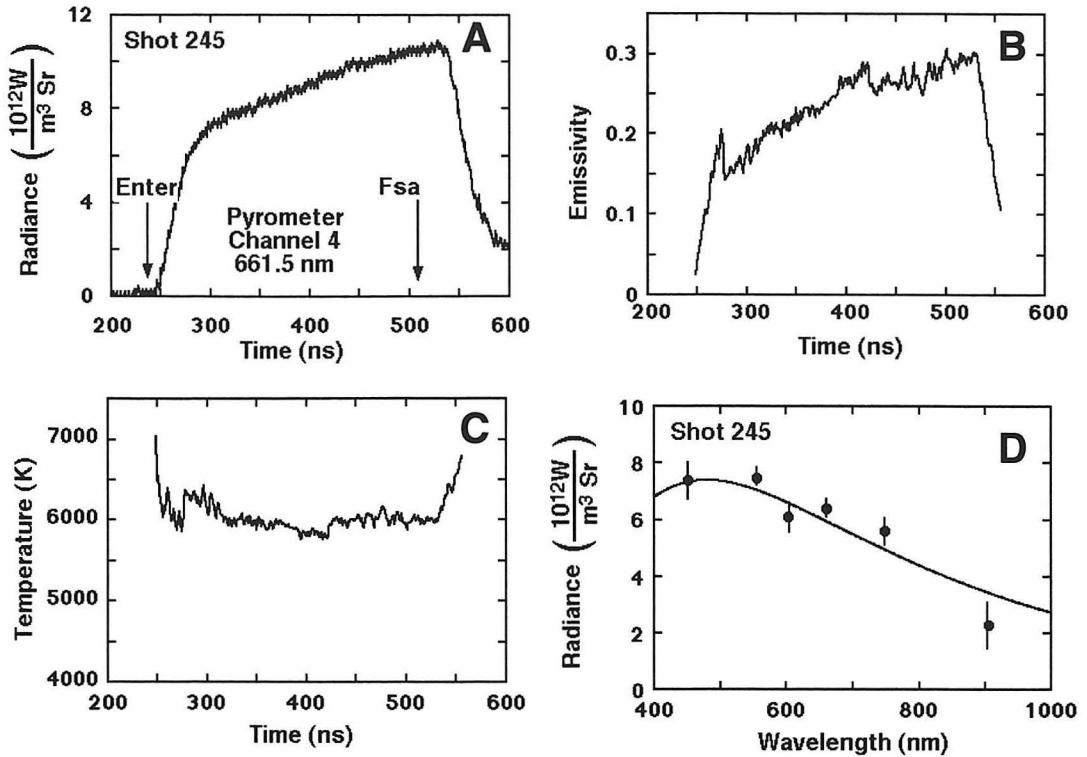 Shot 245
A
Radiance (10¹²W / m³ Sr)
12
8
4
0
Enter
Fsa
Pyrometer
Channel 4
661.5 nm
200 300 400 500 600
Time (ns)
B
Emissivity
0.3
0.2
0.1
0
200 300 400 500 600
Time (ns)
C
Temperature (K)
7000
6000
5000
4000
200 300 400 500 600
Time (ns)
Shot 245
D
Radiance (10¹²W / m³ Sr)
10
8
6
4
2
0
400 600 800 1000
Wavelength (nm)